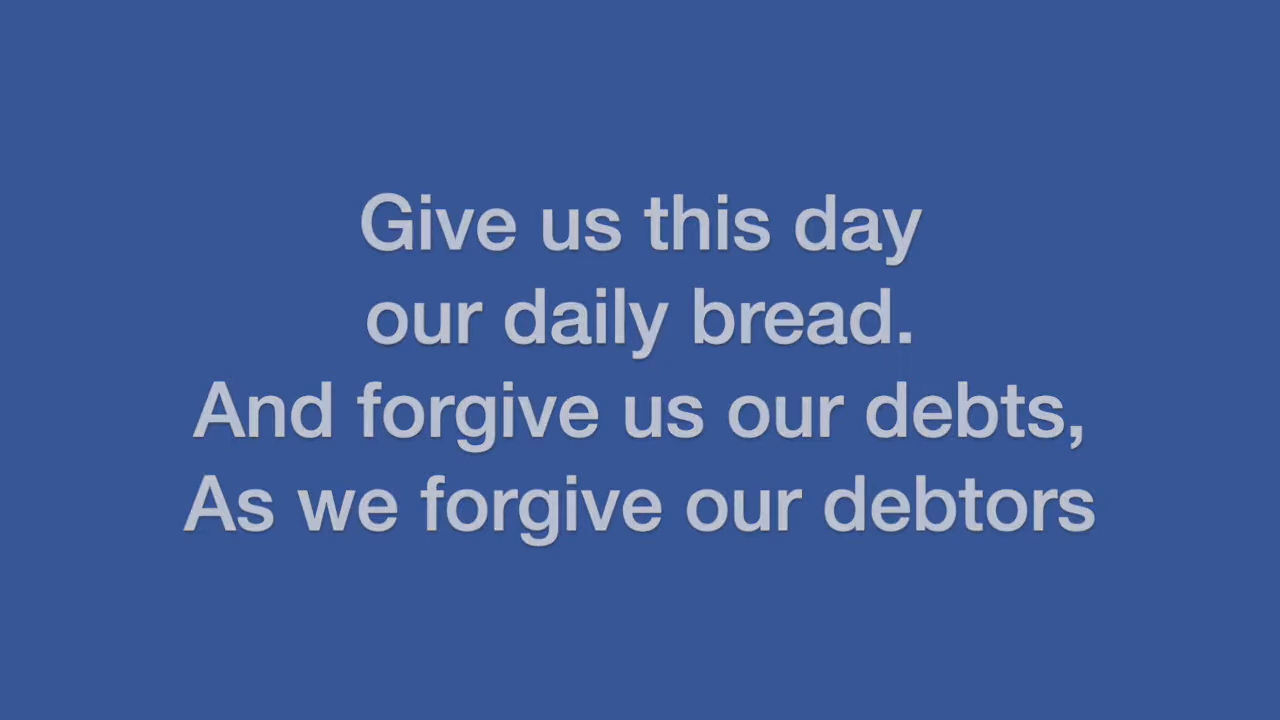 Give us this day
our daily bread.
And forgive us our debts,
As we forgive our debtors